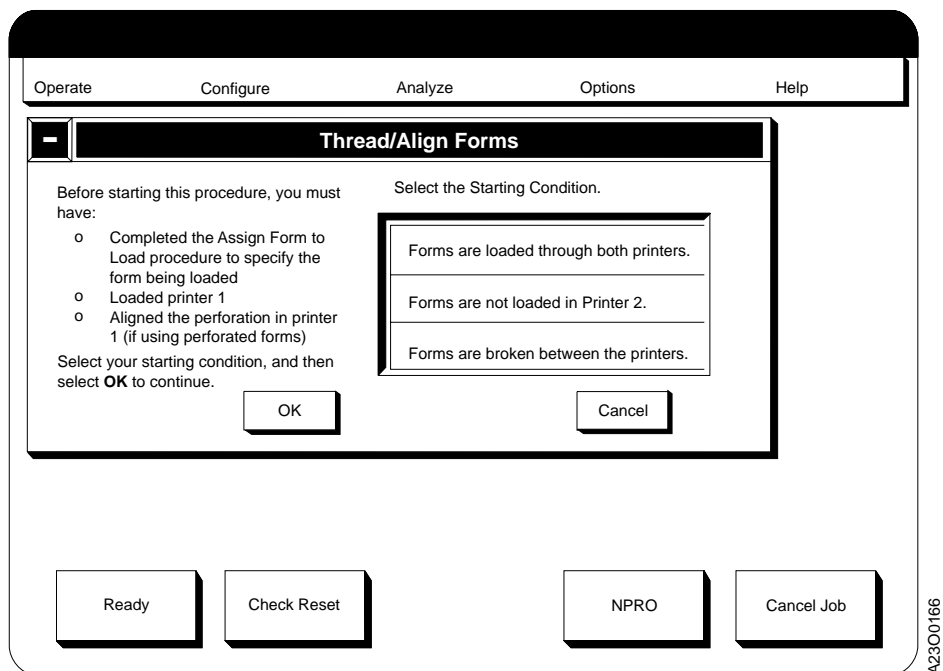 Operate Configure Analyze Options Help
Thread/Align Forms
Before starting this procedure, you must
have:
o Completed the Assign Form to
Load procedure to specify the
form being loaded
o Loaded printer 1
o Aligned the perforation in printer
1 (if using perforated forms)
Select your starting condition, and then
select OK to continue.
Select the Starting Condition.
Forms are loaded through both printers.
Forms are not loaded in Printer 2.
Forms are broken between the printers.
OK Cancel
Ready Check Reset NPRO Cancel Job
A23O0166